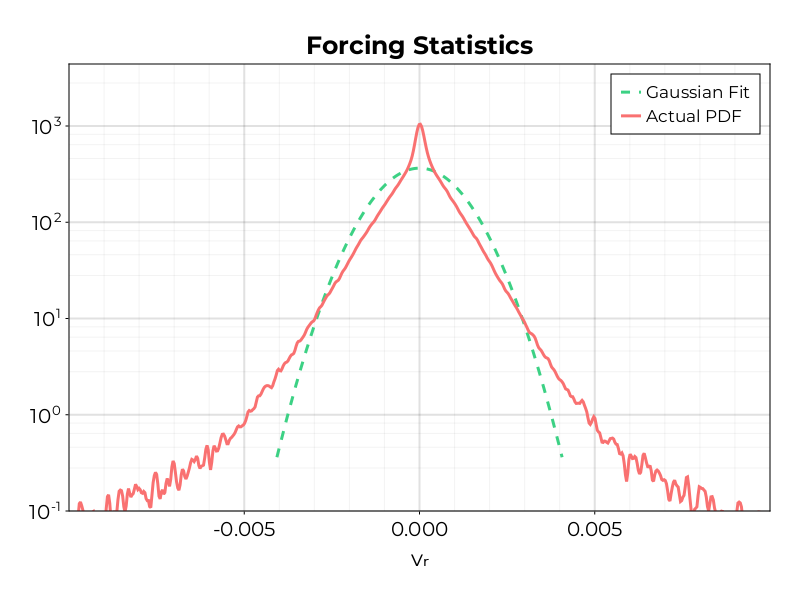 Forcing Statistics
Gaussian Fit
Actual PDF
10³
10²
10¹
10⁰
10⁻¹
-0.005 0.000 0.005
Vr